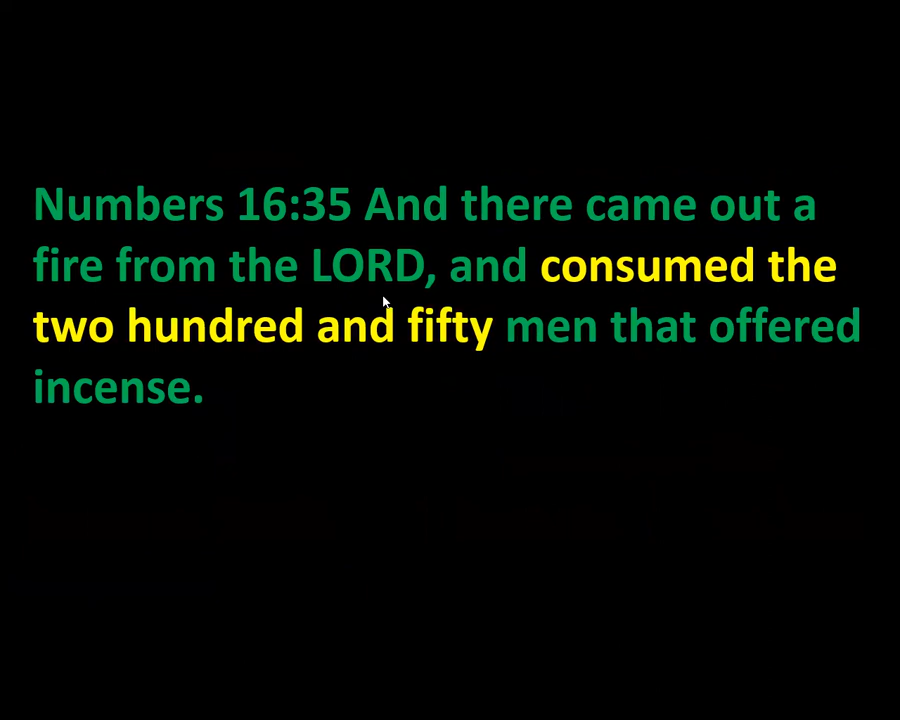 Numbers 16:35 And there came out a
fire from the LORD, and consumed the
two hundred and fifty men that offered
incense.